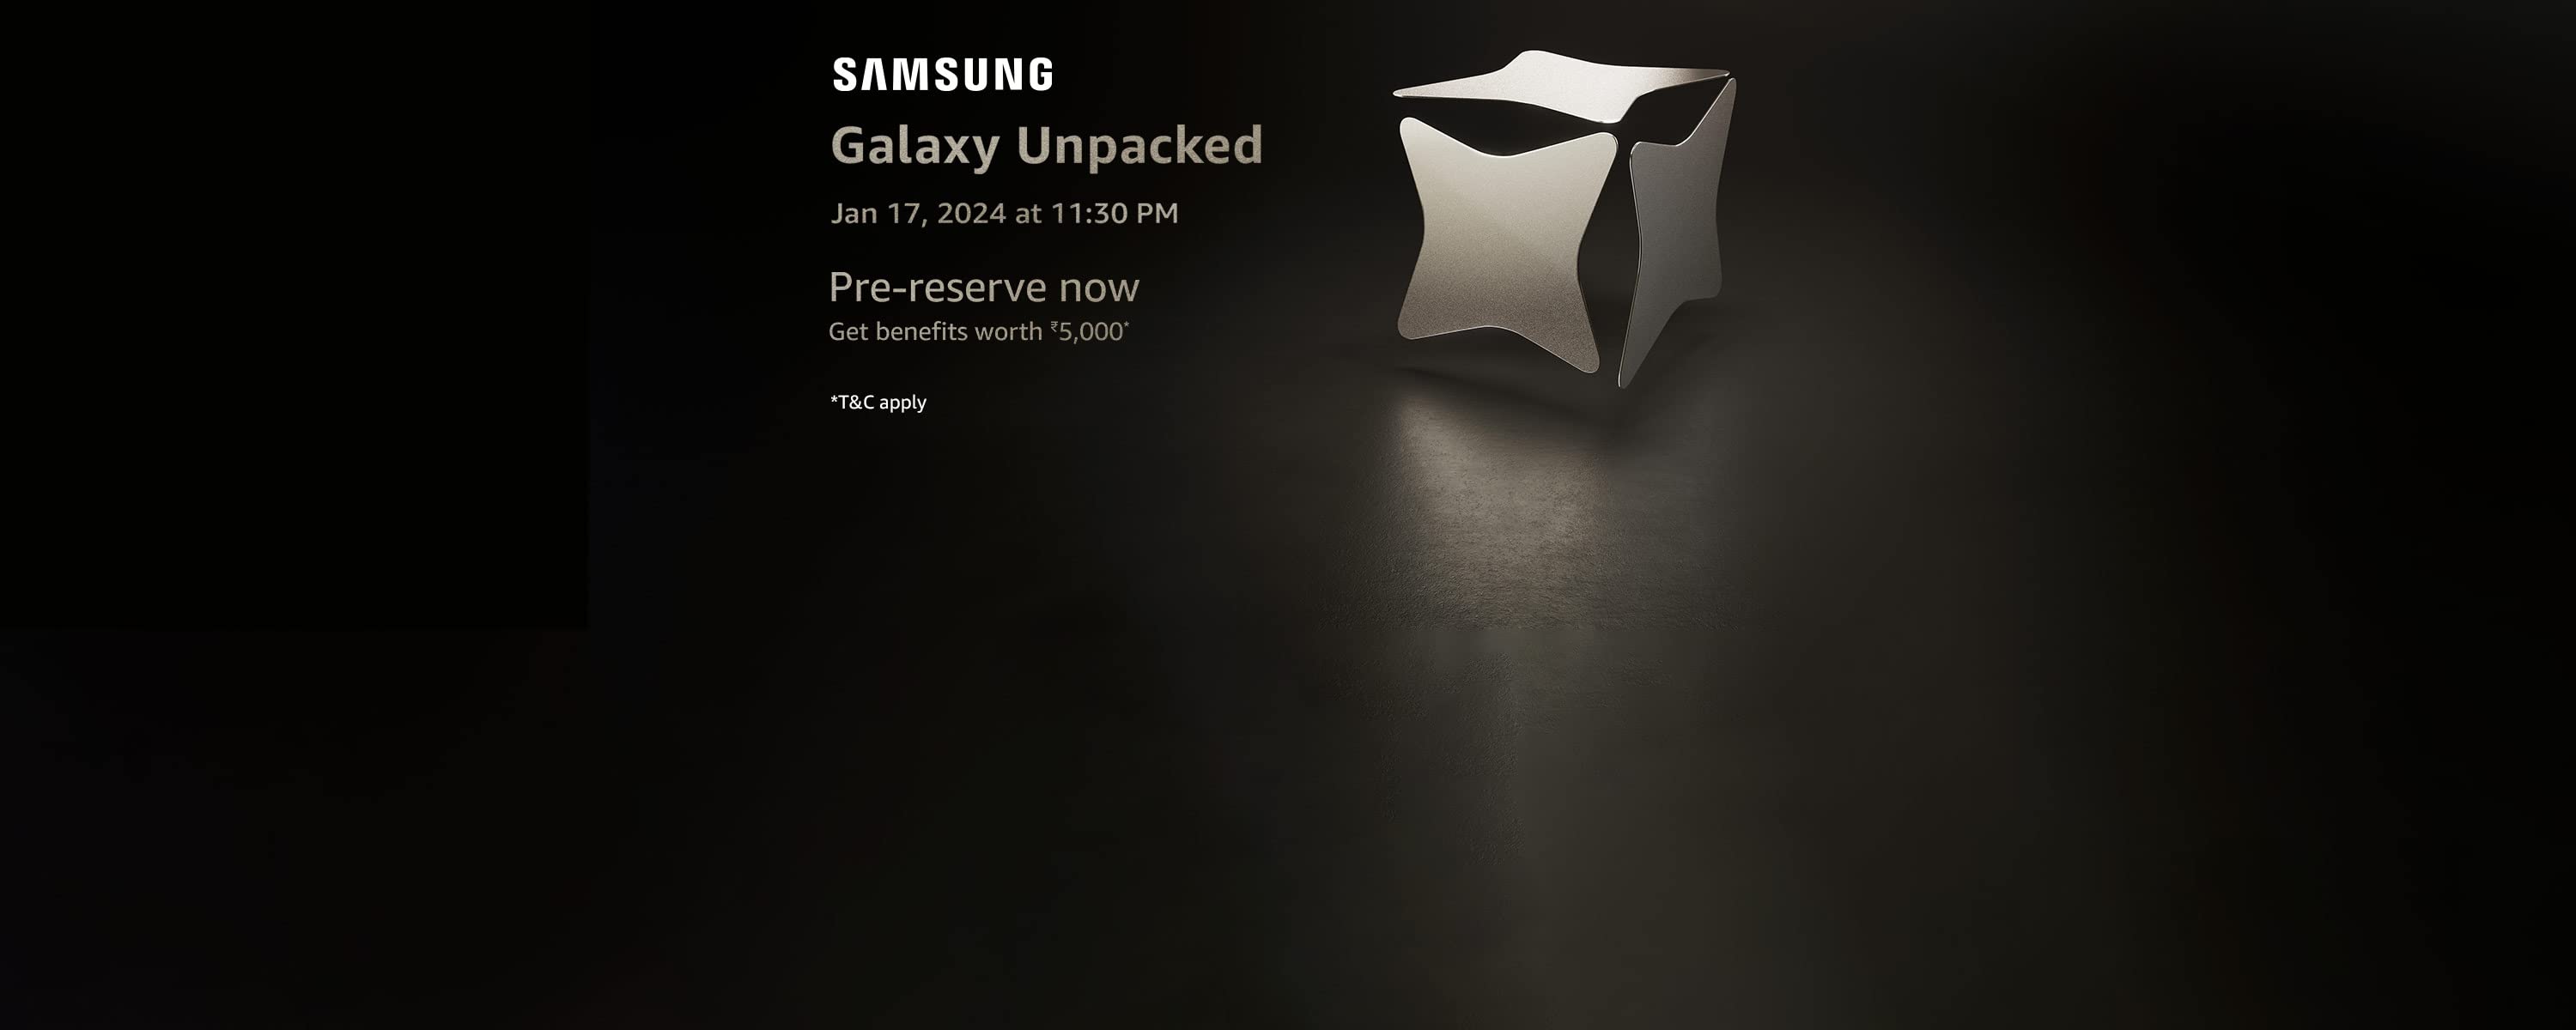 SAMSUNG
Galaxy Unpacked
Jan 17, 2024 at 11:30 PM
Pre-reserve now
Get benefits worth ₹5,000*
*T&C apply